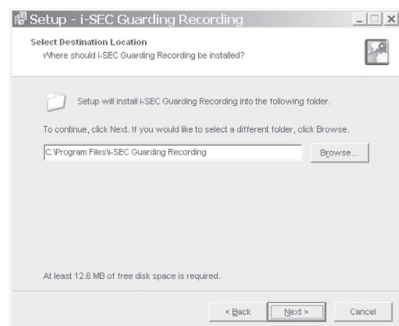 Setup - i-SEC Guarding Recording
Select Destination Location
Where should i-SEC Guarding Recording be installed?
Setup will install i-SEC Guarding Recording into the following folder.
To continue, click Next. If you would like to select a different folder, click Browse.
C:\Program Files\i-SEC Guarding Recording
Browse...
At least 12.6 MB of free disk space is required.
< Back
Next >
Cancel